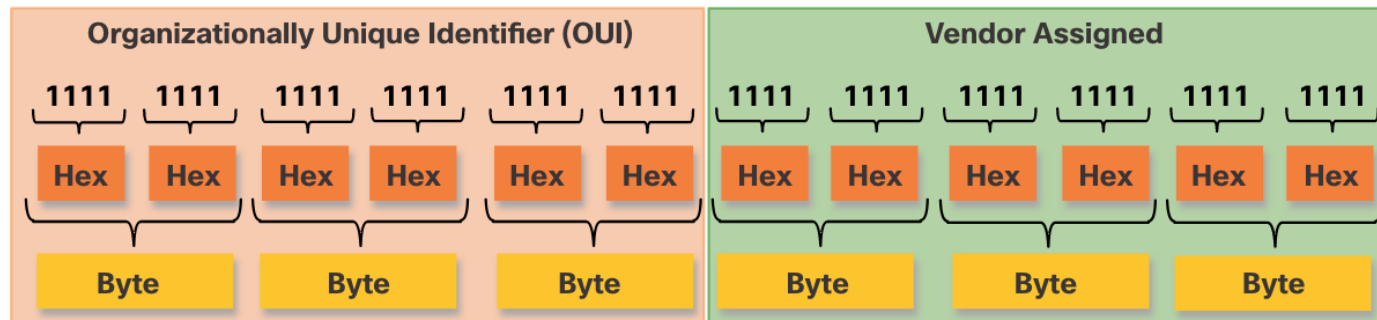 Organizationally Unique Identifier (OUI) Vendor Assigned
1111 1111 1111 1111 1111 1111 1111 1111 1111 1111 1111 1111
Hex Hex Hex Hex Hex Hex Hex Hex Hex Hex Hex Hex
Byte Byte Byte Byte Byte Byte